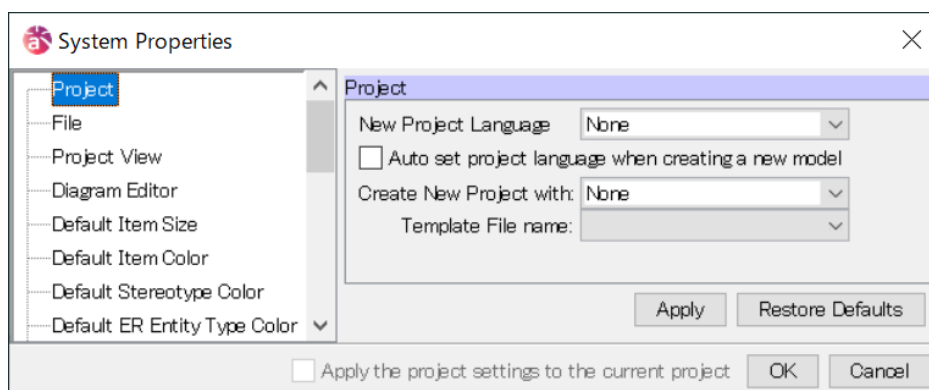 System Properties
Project
File
Project View
Diagram Editor
Default Item Size
Default Item Color
Default Stereotype Color
Default ER Entity Type Color
Project
New Project Language None
Auto set project language when creating a new model
Create New Project with: None
Template File name:
Apply Restore Defaults
Apply the project settings to the current project OK Cancel